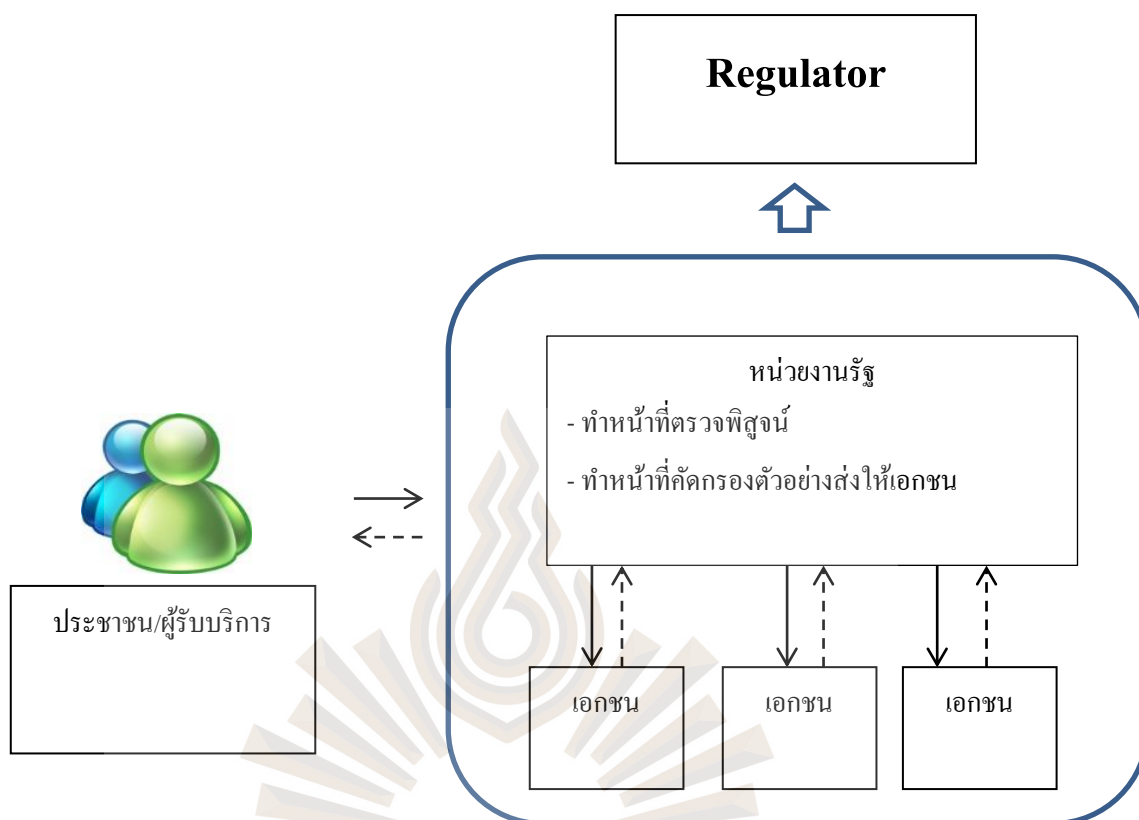 Regulator
หน่วยงานรัฐ
- ทำหน้าที่ตรวจพิสูจน์
- ทำหน้าที่คัดกรองตัวอย่างส่งให้เอกชน
ประชาชน/ผู้รับบริการ
เอกชน
เอกชน
เอกชน